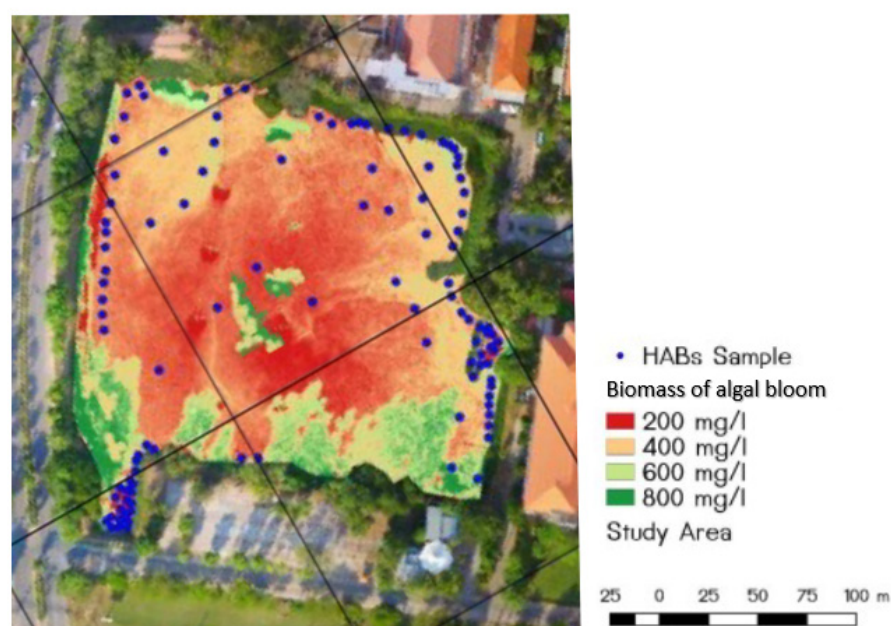 HABs Sample
Biomass of algal bloom
200 mg/l
400 mg/l
600 mg/l
800 mg/l
Study Area
25 0 25 50 75 100 m